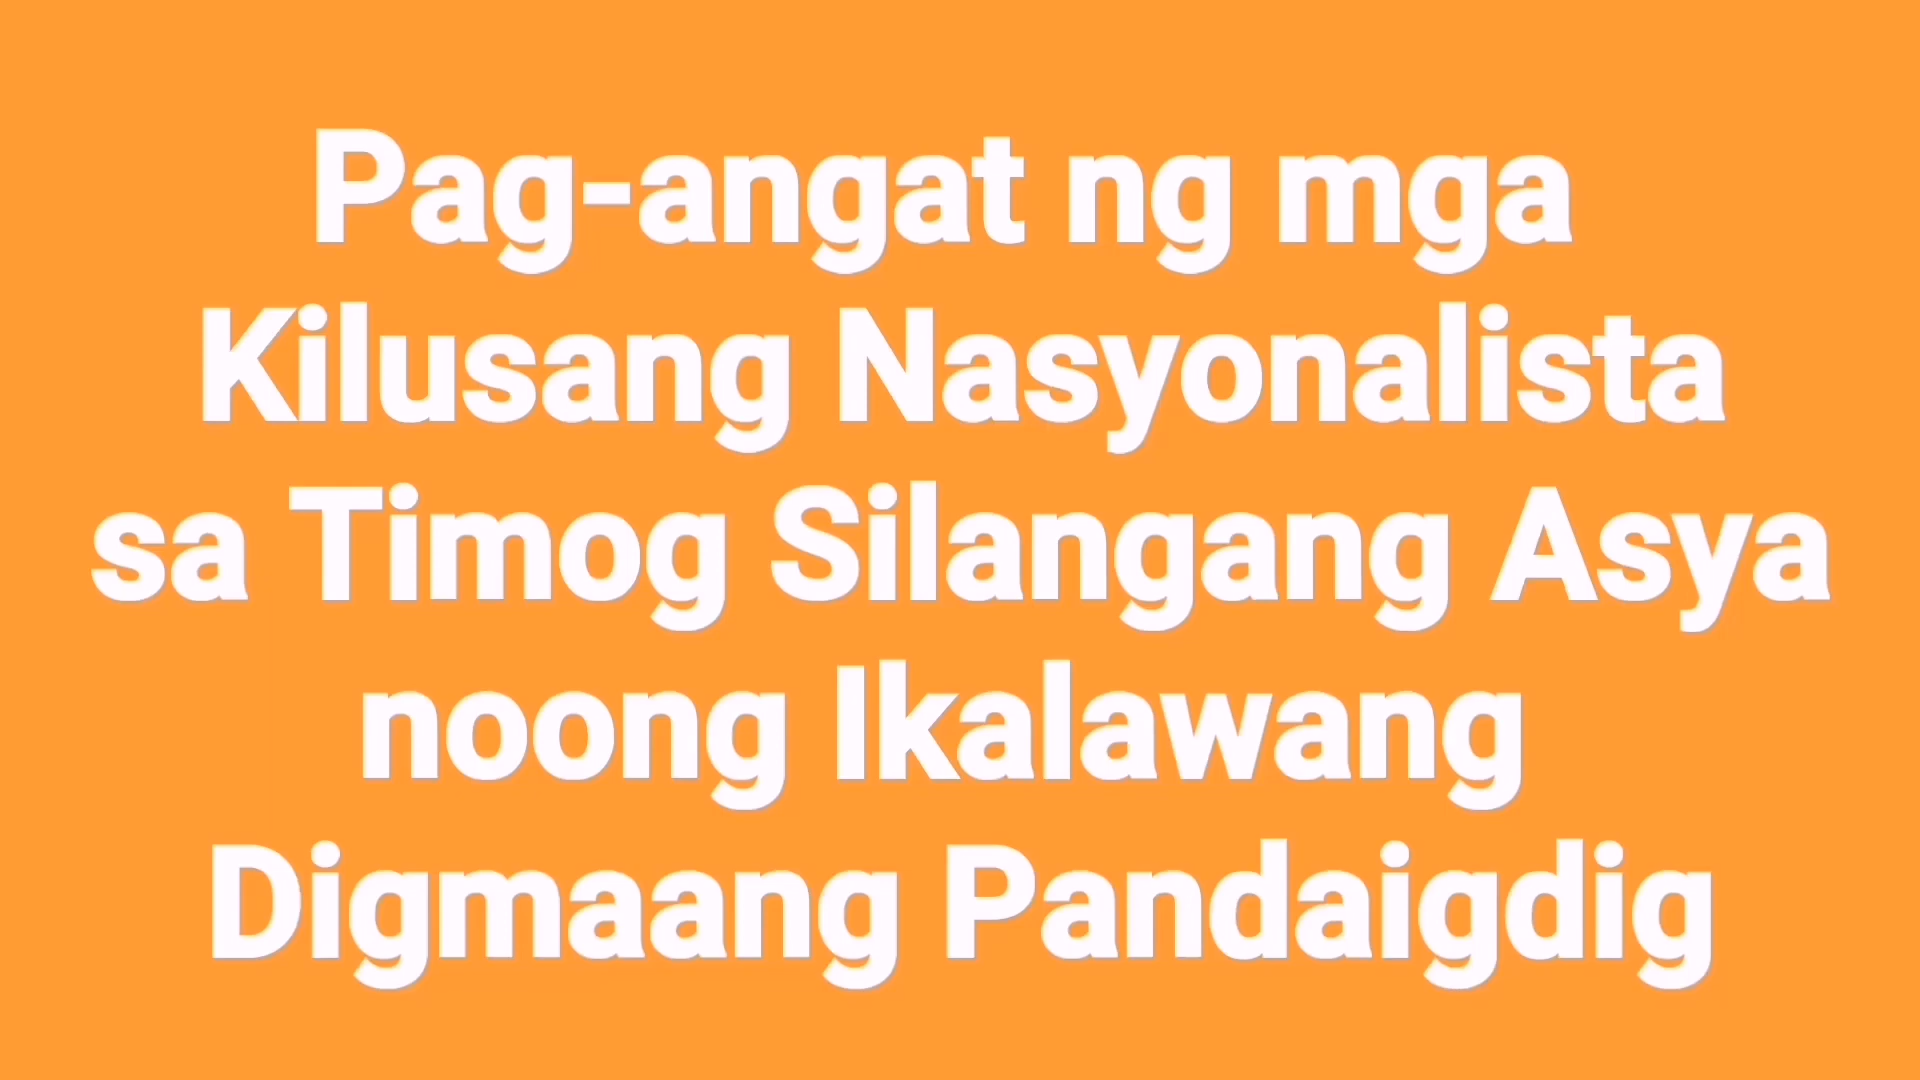 Pag-angat ng mga
Kilusang Nasyonalista
sa Timog Silangang Asya
noong Ikalawang
Digmaang Pandaigdig